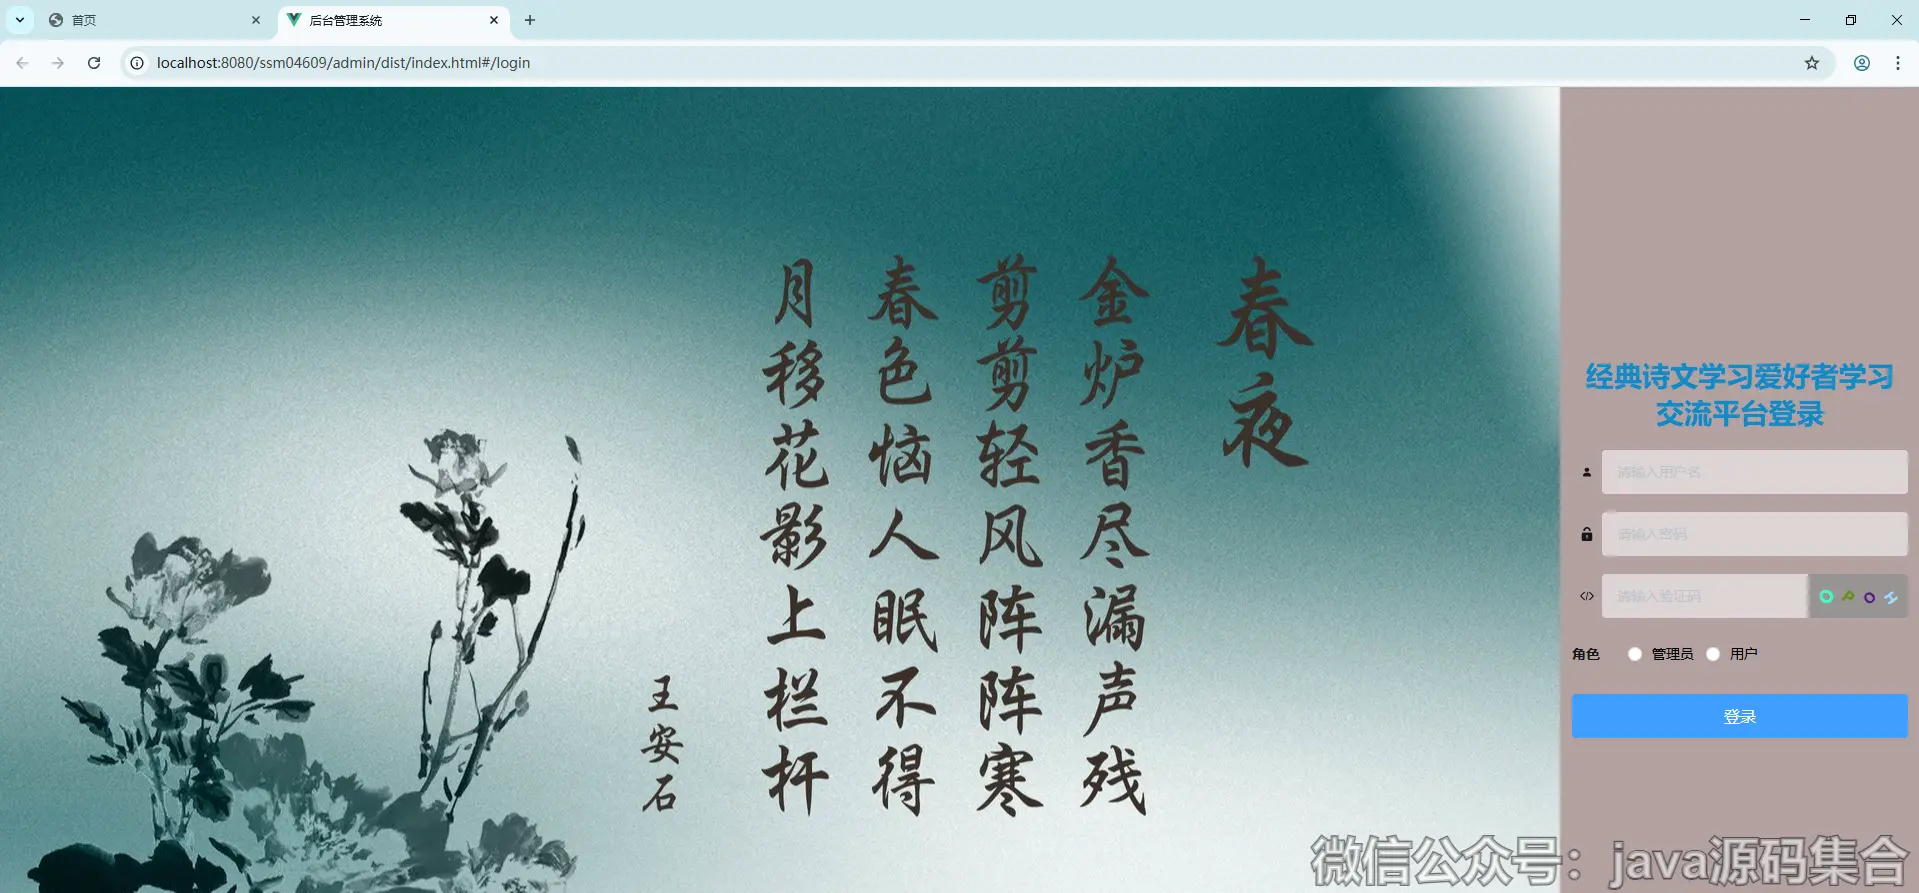 首页
后台管理系统
localhost:8080/ssm04609/admin/dist/index.html#/login
春夜
金炉香尽漏声残
剪剪轻风阵阵寒
春色恼人眠不得
月移花影上栏杆
王安石
经典诗文学习爱好者学习
交流平台登录
请输入用户名
请输入密码
请输入验证码
角色 管理员 用户
登录
微信公众号：java源码集合